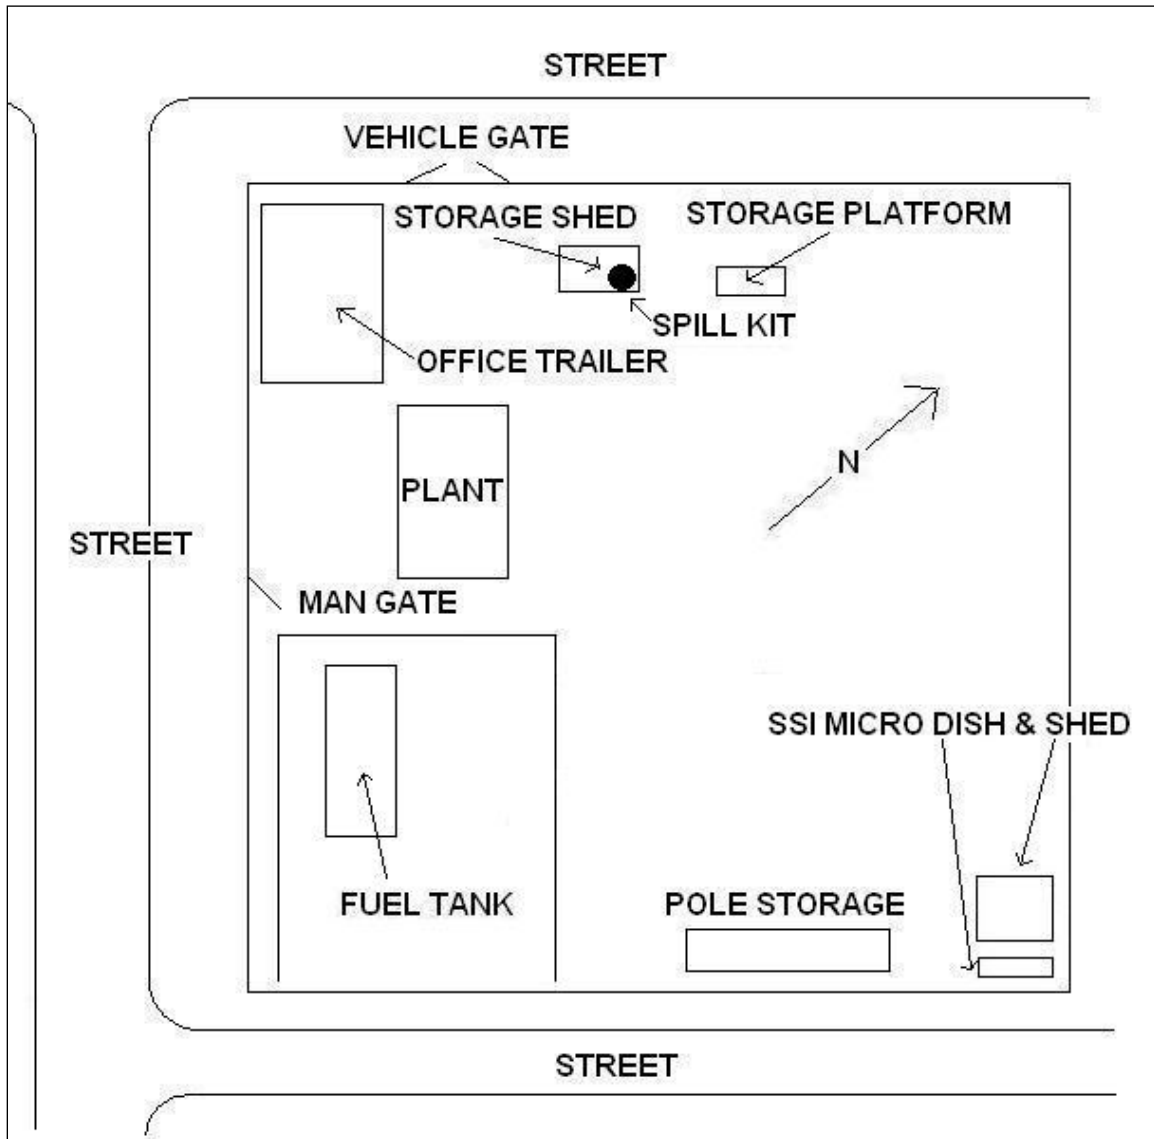 STREET
VEHICLE GATE
STORAGE SHED
STORAGE PLATFORM
SPILL KIT
OFFICE TRAILER
N
PLANT
STREET
MAN GATE
SSI MICRO DISH & SHED
FUEL TANK
POLE STORAGE
STREET